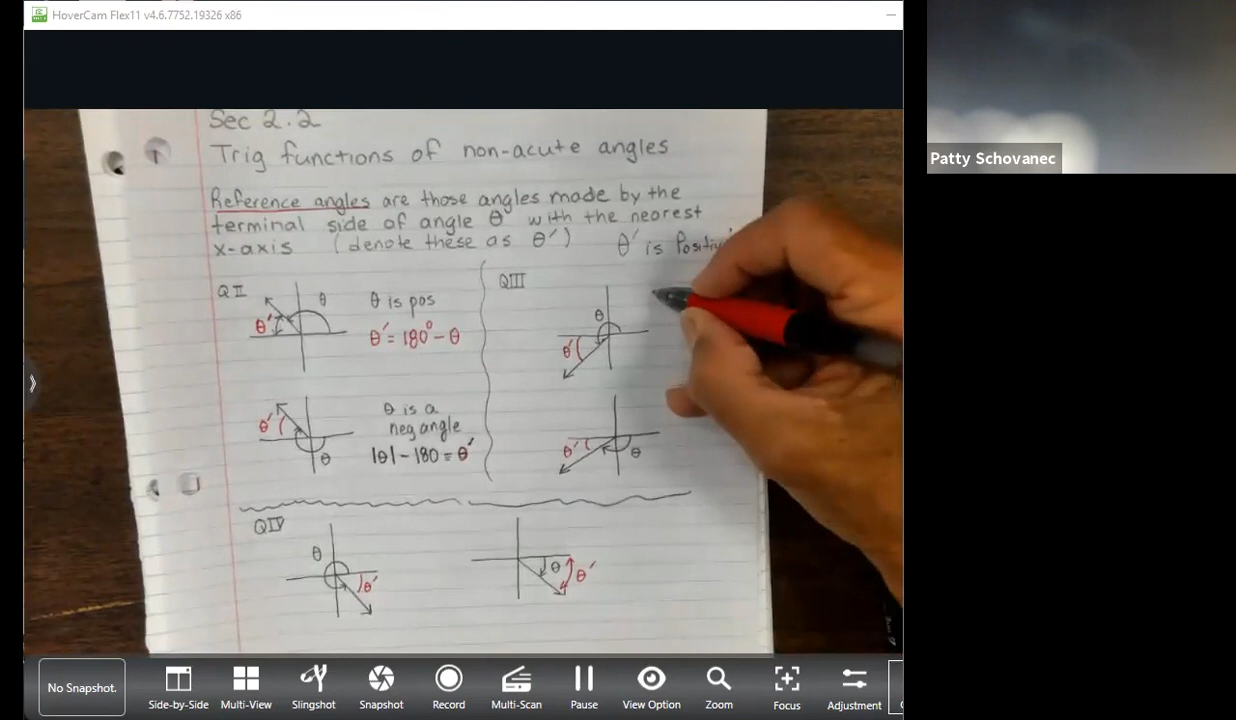 HoverCam Flex11 v4.6.7752.19326 x86
Patty Schovanec
Sec 2.2
Trig functions of non-acute angles
Reference angles are those angles made by the
terminal side of angle θ with the nearest
x-axis (denote these as θ′) θ′ is Positive
QII
θ
θ is pos
θ′
θ′ = 180° - θ
θ is a
neg angle
θ′
θ
|θ| - 180 = θ′
QIII
θ
θ′
θ′
θ
QIV
θ
θ′
θ
θ′
No Snapshot.
Side-by-Side
Multi-View
Slingshot
Snapshot
Record
Multi-Scan
Pause
View Option
Zoom
Focus
Adjustment